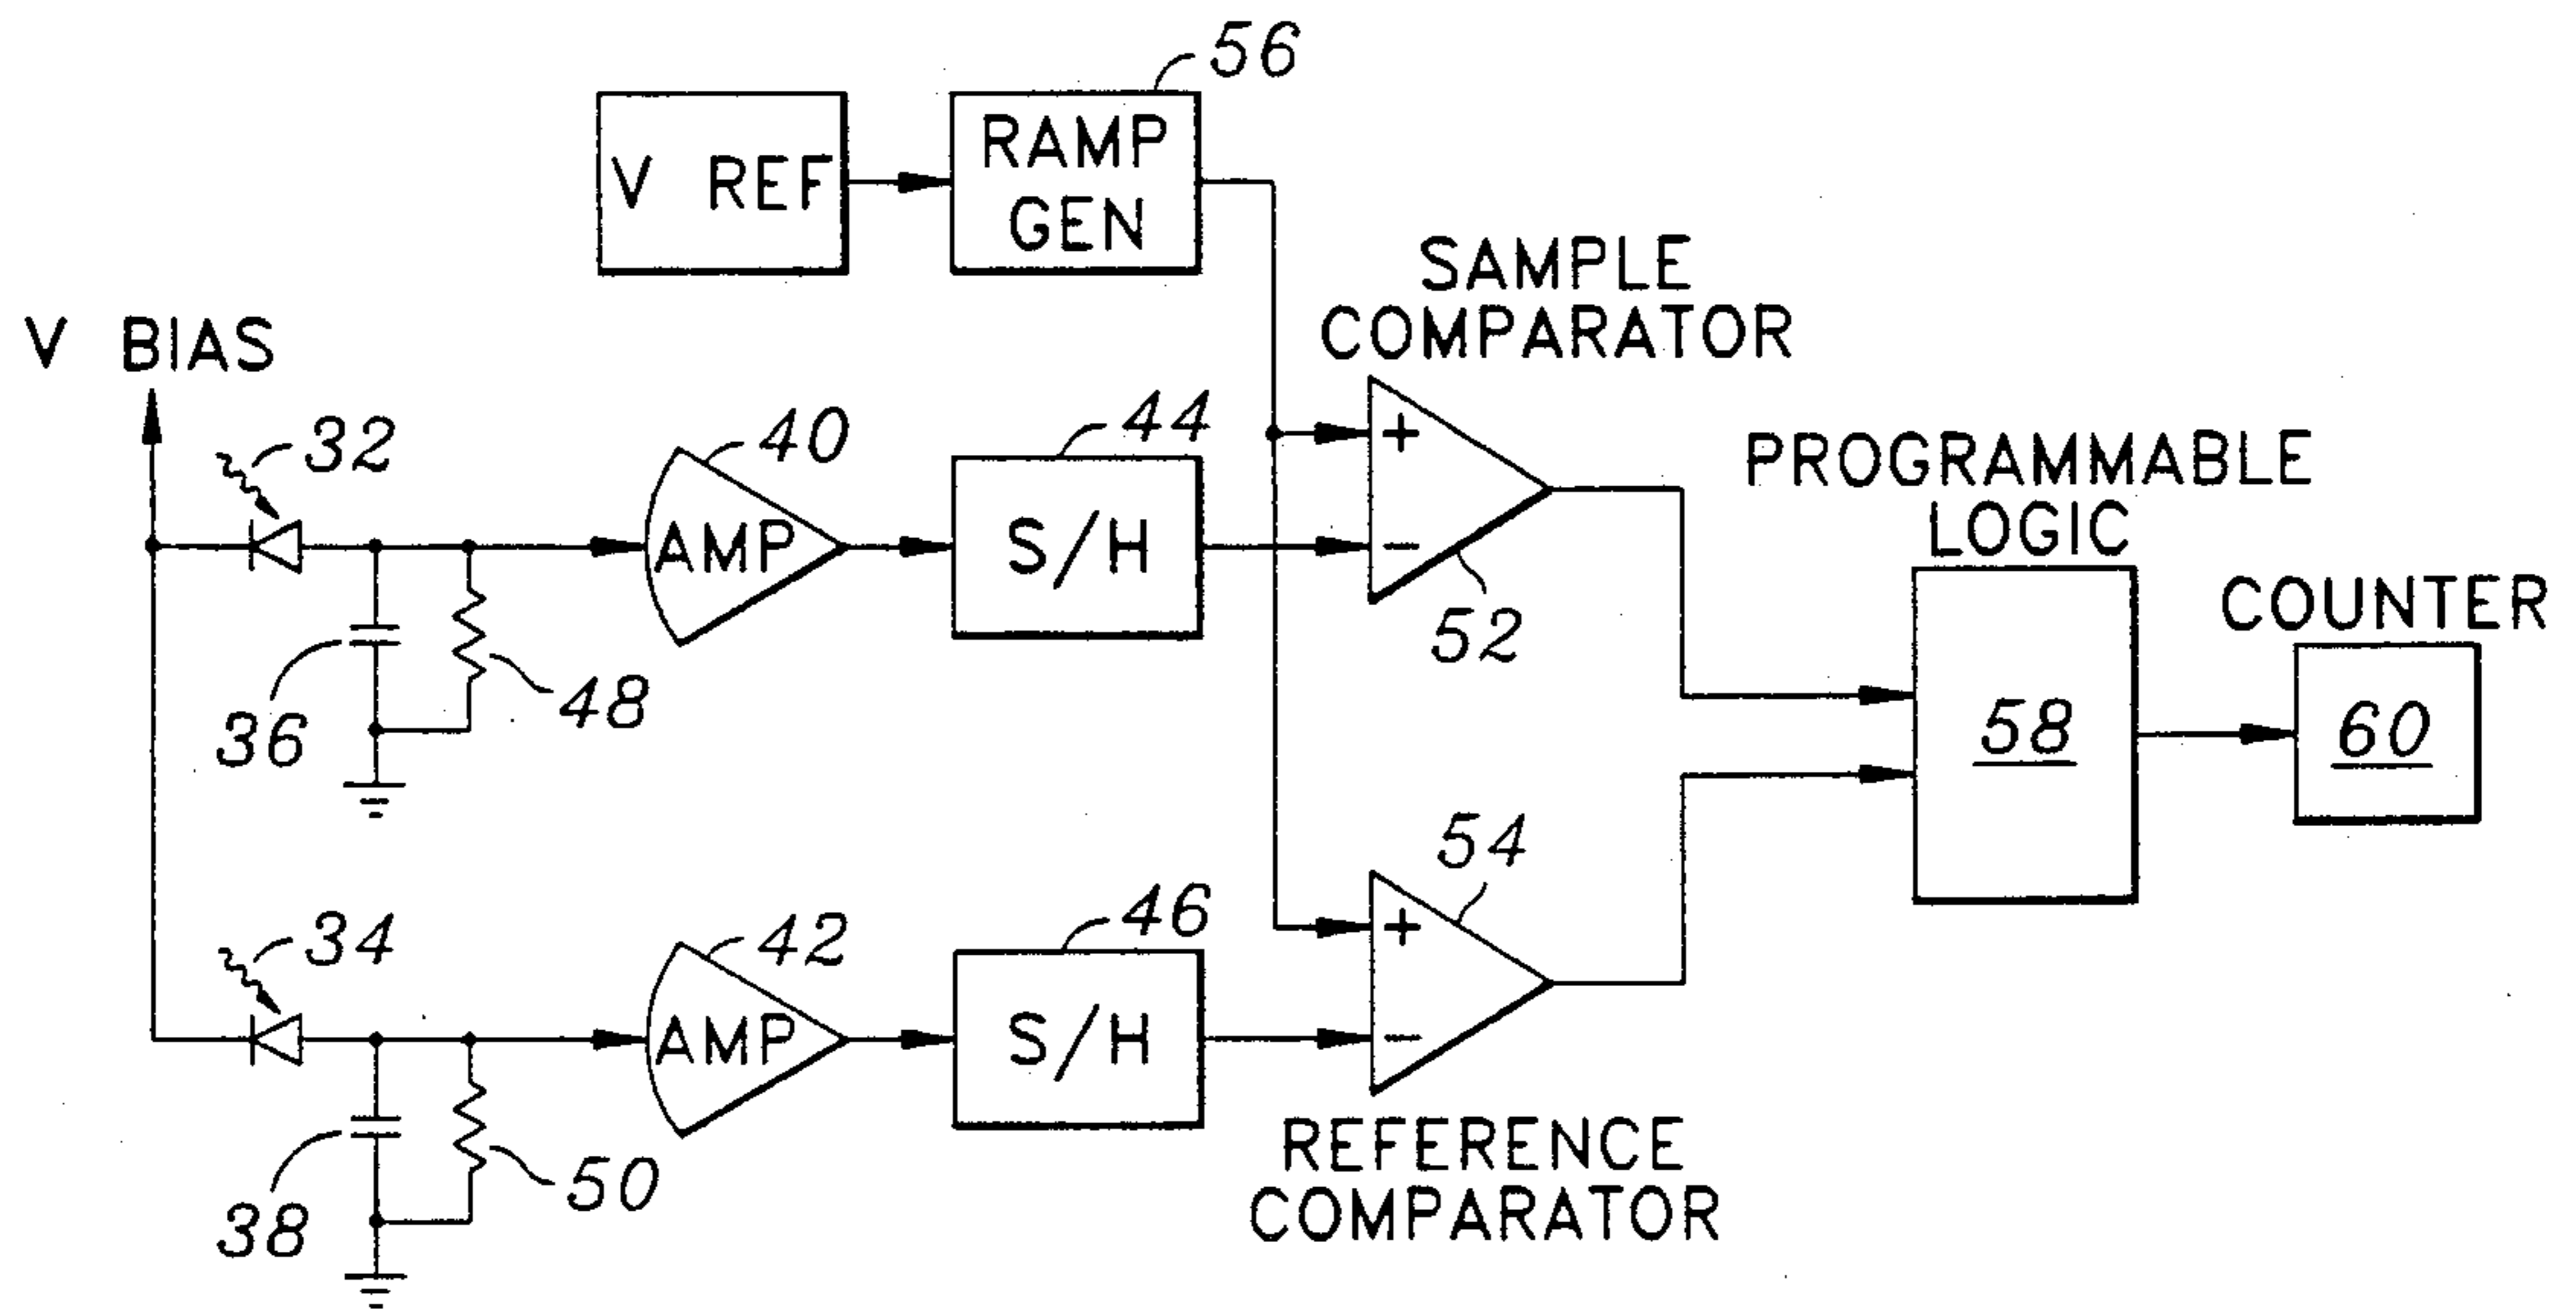 56
V REF
RAMP
GEN
SAMPLE
COMPARATOR
V BIAS
32
40
44
+
PROGRAMMABLE
LOGIC
AMP
S/H
−
COUNTER
52
36
48
58
60
54
34
42
46
+
AMP
S/H
−
38
50
REFERENCE
COMPARATOR